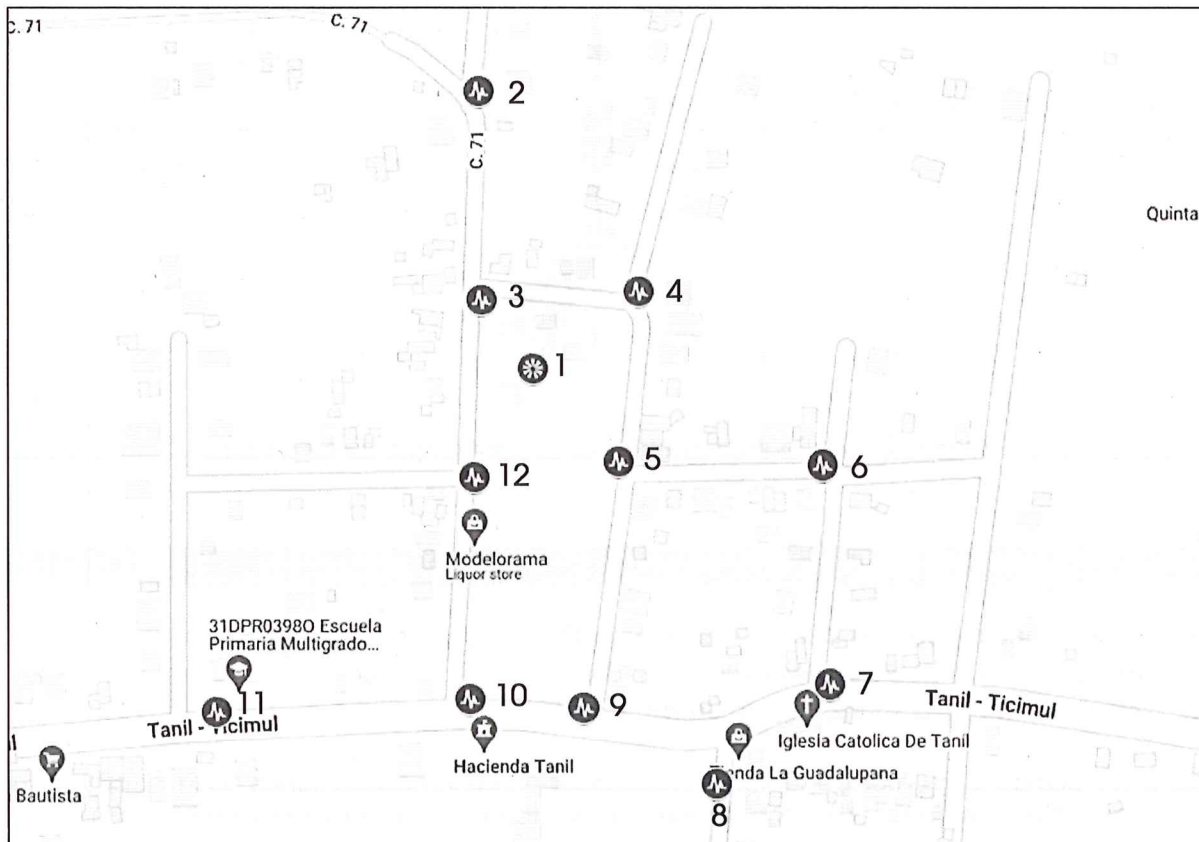 C. 71
C. 71
2
C. 71
Quinta
3
4
1
5
6
12
Modelorama
Liquor store
31DPR0398O Escuela
Primaria Multigrado...
11
10
9
7
Tanil - Ticimul
Tanil - Ticimul
Iglesia Catolica De Tanil
Hacienda Tanil
Tienda La Guadalupana
Bautista
8